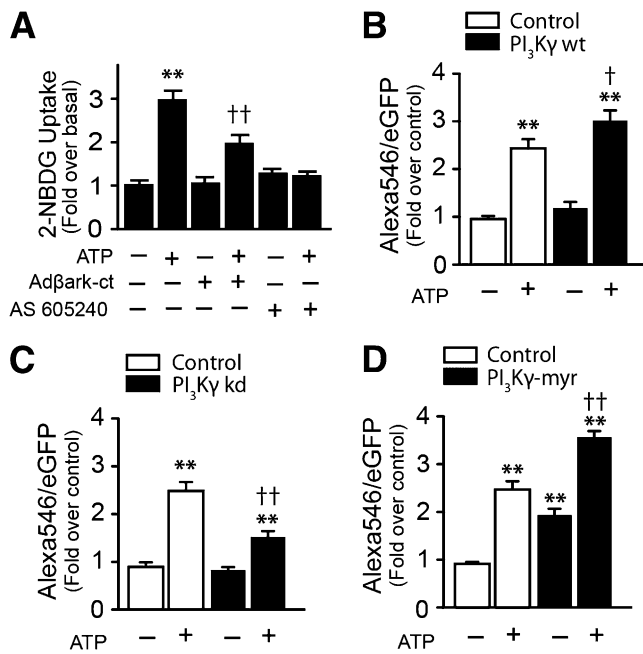 A
2-NBDG Uptake
(Fold over basal)
3
2
1
0
** ††
ATP − + − + − +
Adβark-ct − − + + − −
AS 605240 − − − − + +
B
Control
PI3Kγ wt
Alexa546/eGFP
(Fold over control)
4
3
2
1
0
** † **
ATP − + − +
C
Control
PI3Kγ kd
Alexa546/eGFP
(Fold over control)
4
2
1
0
** †† **
ATP − + − +
D
Control
PI3Kγ-myr
Alexa546/eGFP
(Fold over control)
4
3
2
1
0
** ** †† **
ATP − + − +